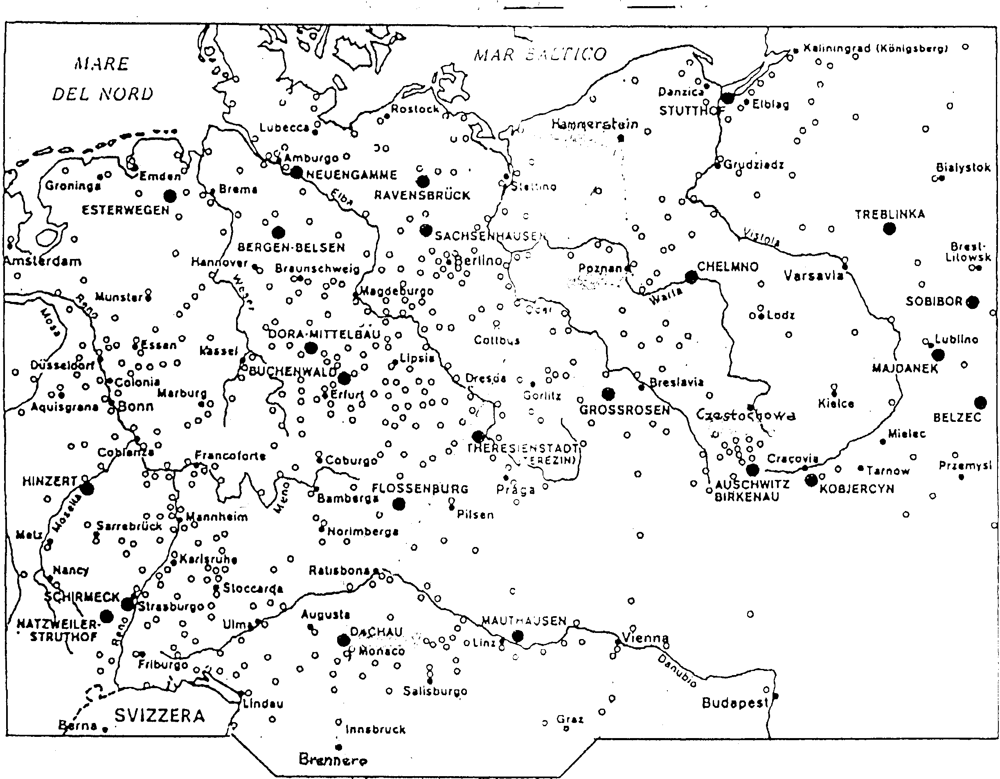 MARE
DEL NORD
MAR BALTICO
Kaliningrad (Königsberg)
Danzica
STUTTHOF
Elblag
Rostock
Lubecca
Hammerstein
Amburgo
NEUENGAMME
Grudziadz
Bialystok
Groninga
Emden
Brema
Elba
RAVENSBRÜCK
Stettino
ESTERWEGEN
TREBLINKA
SACHSENHAUSEN
Vistola
BERGEN-BELSEN
Amsterdam
Hannover
Braunschweig
Berlino
Poznan
CHELMNO
Varsavia
Brest-
Litowsk
Weser
Munster
Reno
Magdeburgo
Warta
SOBIBOR
Mosa
Oder
Lodz
DORA-MITTELBAU
Cottbus
Lublino
Essen
Kassel
Lipsia
Düsseldorf
BUCHENWALD
MAJDANEK
Colonia
Dresda
Gorlitz
Breslavia
Marburg
Erfurt
Kielce
Aquisgrana
Bonn
GROSSROSEN
Częstochowa
BELZEC
Mielec
THERESIENSTADT
(TEREZIN)
Coblenza
Francoforte
Coburgo
Cracovia
Tarnow
Przemysl
HINZERT
Meno
Bamberga
FLOSSENBURG
Praga
AUSCHWITZ
BIRKENAU
KOBJERCYN
Mosella
Mannheim
Pilsen
Sarrebrück
Metz
Norimberga
Karlsruhe
Nancy
Ratisbona
Stoccarda
SCHIRMECK
Strasburgo
NATZWEILER-
STRUTHOF
Reno
Ulma
Augusta
DACHAU
Monaco
MAUTHAUSEN
Linz
Vienna
Friburgo
Danubio
Salisburgo
Lindau
Budapest
SVIZZERA
Berna
Innsbruck
Graz
Brennero